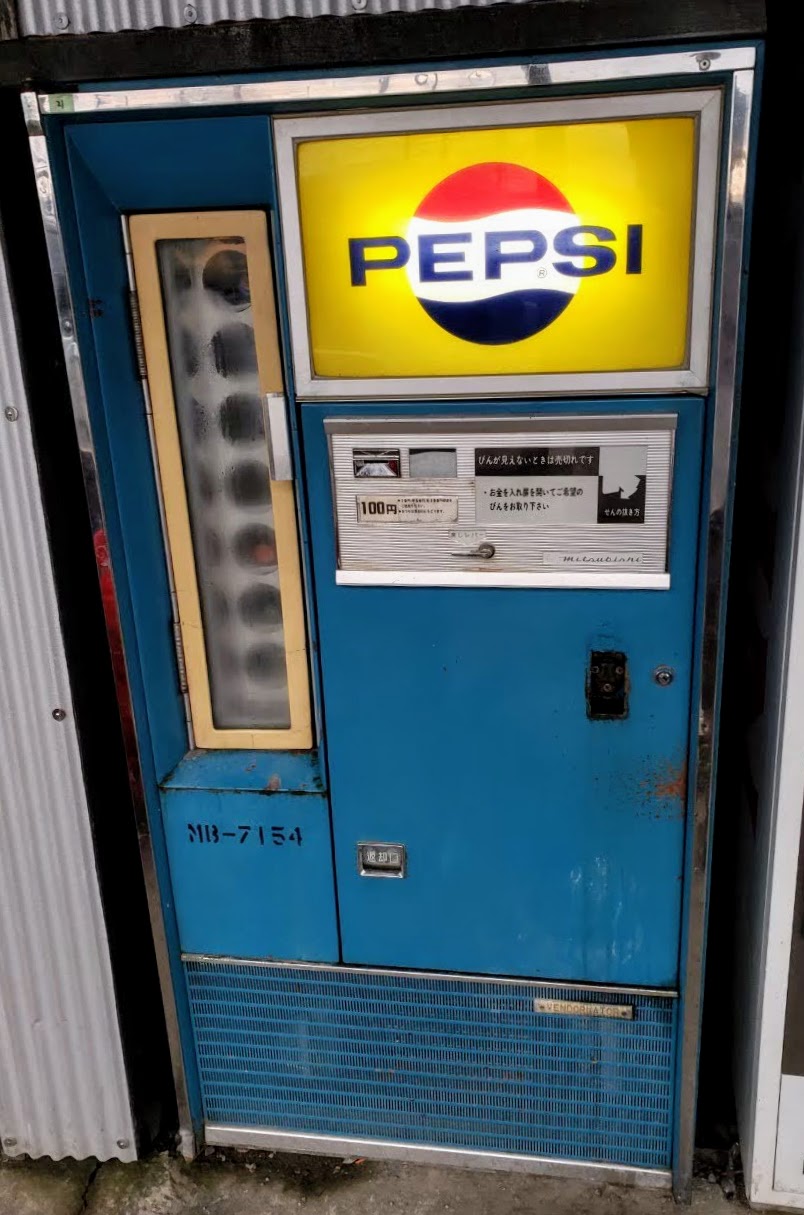 PEPSI
®
びんが見えないときは売切れです
・お金を入れ扉を開いてご希望の
びんをお取り下さい
せんの抜き方
100円
mitsubishi
MB-7154
返却口
VENDORNATOR